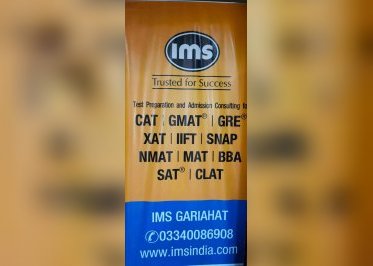 ims
Trusted for Success
Test Preparation and Admission Consulting for
CAT | GMAT® | GRE®
XAT | IIFT | SNAP
NMAT | MAT | BBA
SAT® | CLAT
IMS GARIAHAT
✆03340086908
www.imsindia.com